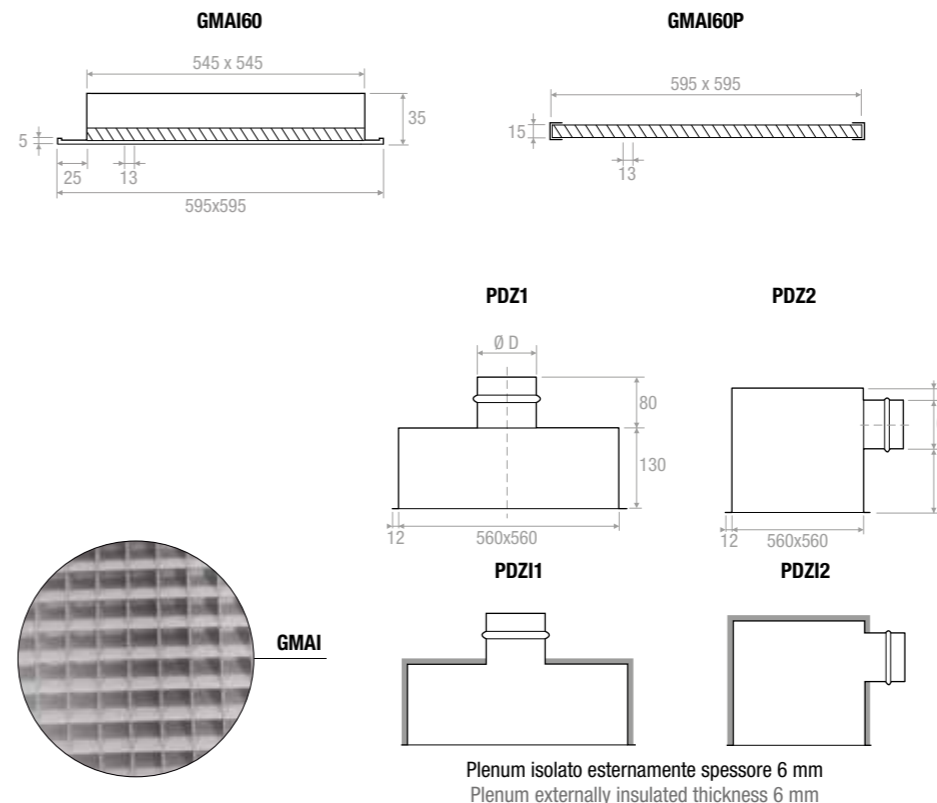 GMAI60
GMAI60P
545 x 545
35
5
25
13
595x595
595 x 595
15
13
PDZ1
PDZ2
Ø D
80
130
12
560x560
12
560x560
PDZI1
PDZI2
GMAI
Plenum isolato esternamente spessore 6 mm
Plenum externally insulated thickness 6 mm